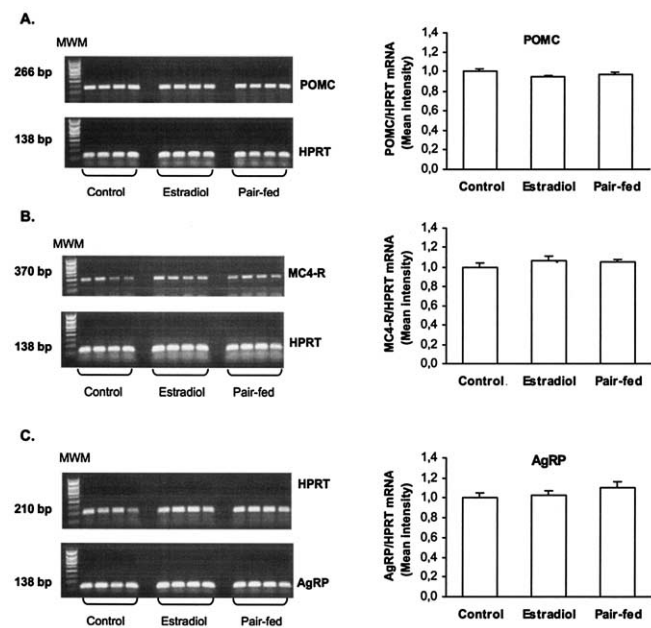 A.
MWM
266 bp
POMC
138 bp
HPRT
Control Estradiol Pair-fed
POMC
POMC/HPRT mRNA
(Mean intensity)
1,4
1,2
1,0
0,8
0,6
0,4
0,2
0,0
Control Estradiol Pair-fed
B.
MWM
370 bp
MC4-R
138 bp
HPRT
Control Estradiol Pair-fed
MC4-R/HPRT mRNA
(Mean intensity)
1,4
1,2
1,0
0,8
0,6
0,4
0,2
0,0
Control. Estradiol Pair-fed
C.
MWM
HPRT
210 bp
138 bp
AgRP
Control Estradiol Pair-fed
AgRP
AgRP/HPRT mRNA
(Mean intensity)
1,4
1,2
1,0
0,8
0,6
0,4
0,2
0,0
Control Estradiol Pair-fed